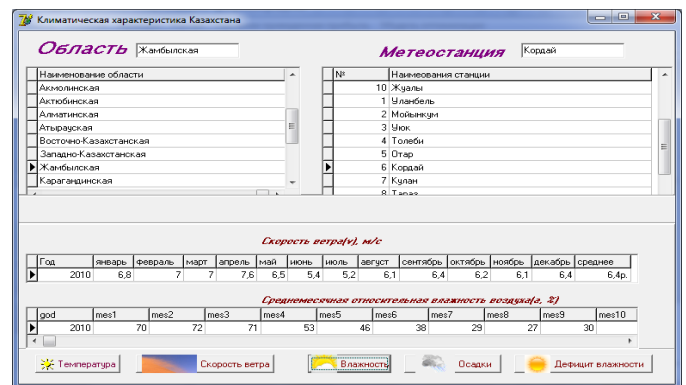 Климатическая характеристика Казахстана
Область Жамбылская Метеостанция Кордай
Наименование области № Наимеования станции
Акмолинская 10 Жуалы
Актюбинская 1 Уланбель
Алматинская 2 Мойынкум
Атырауская 3 Уюк
Восточно-Казахстанская 4 Толеби
Западно-Казахстанская 5 Отар
Жамбылская 6 Кордай
Карагандинская 7 Кулан
8 Тараз
Скорость ветра(v), м/с
Год январь февраль март апрель май июнь июль август сентябрь октябрь ноябрь декабрь среднее
2010 6,8 7 7 7,6 6,5 5,4 5,2 6,1 6,4 6,2 6,1 6,4 6,4р.
Среднемесячная относительная влажность воздуха(a, %)
god mes1 mes2 mes3 mes4 mes5 mes6 mes7 mes8 mes9 mes10
2010 70 72 71 53 46 38 29 27 30
Температура Скорость ветра Влажность Осадки Дефицит влажности